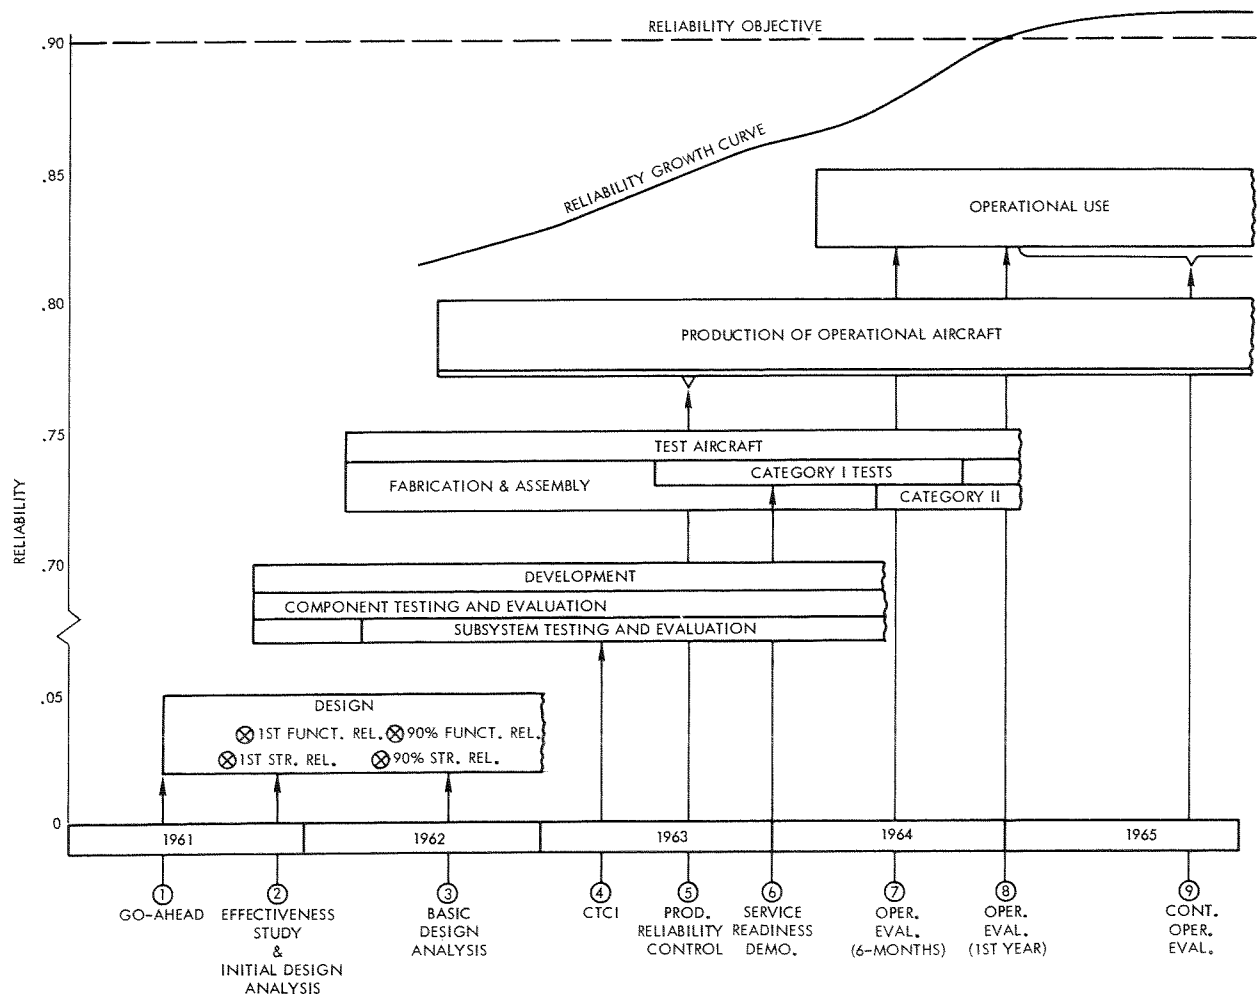 RELIABILITY OBJECTIVE
.90
RELIABILITY GROWTH CURVE
.85
OPERATIONAL USE
.80
PRODUCTION OF OPERATIONAL AIRCRAFT
.75
TEST AIRCRAFT
CATEGORY I TESTS
FABRICATION & ASSEMBLY
CATEGORY II
RELIABILITY
.70
DEVELOPMENT
COMPONENT TESTING AND EVALUATION
SUBSYSTEM TESTING AND EVALUATION
.05
DESIGN
1ST FUNCT. REL. 90% FUNCT. REL.
1ST STR. REL. 90% STR. REL.
0
1961 1962 1963 1964 1965
1 2 3 4 5 6 7 8 9
GO-AHEAD
EFFECTIVENESS
STUDY
&
INITIAL DESIGN
ANALYSIS
BASIC
DESIGN
ANALYSIS
CTCI
PROD.
RELIABILITY
CONTROL
SERVICE
READINESS
DEMO.
OPER.
EVAL.
(6-MONTHS)
OPER.
EVAL.
(1ST YEAR)
CONT.
OPER.
EVAL.